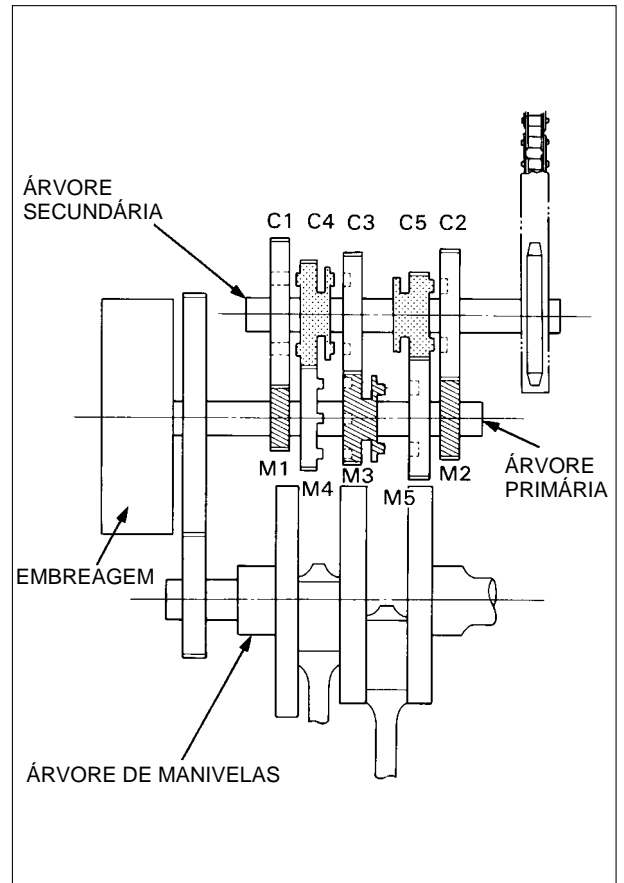 ÁRVORE
SECUNDÁRIA
C1 C4 C3 C5 C2
M1
M4
M3
M5
M2
ÁRVORE
PRIMÁRIA
EMBREAGEM
ÁRVORE DE MANIVELAS